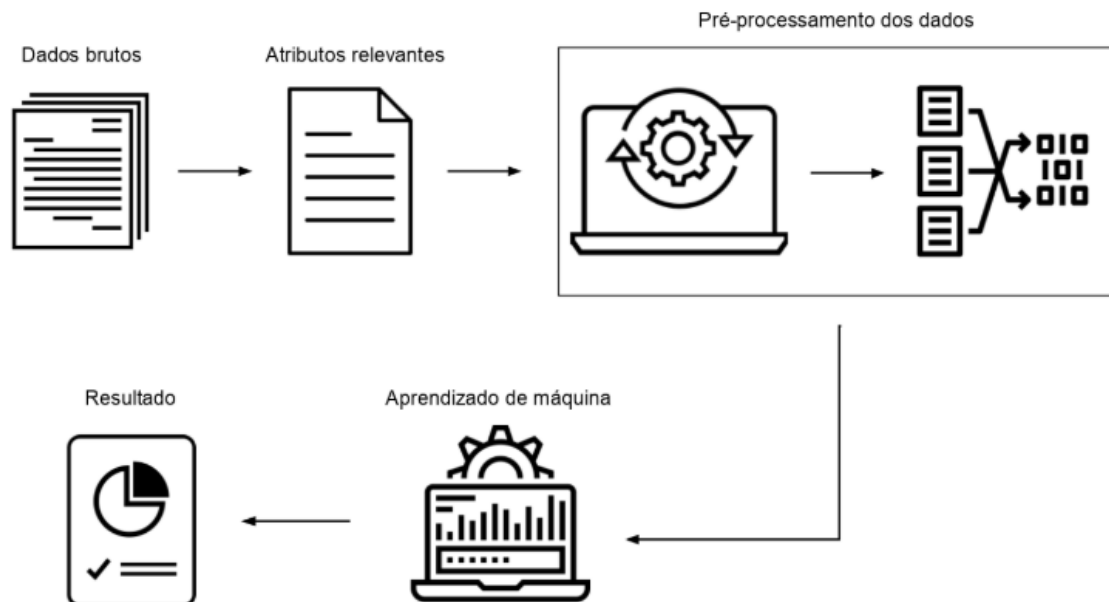 Pré-processamento dos dados
Dados brutos
Atributos relevantes
010
101
010
Resultado
Aprendizado de máquina